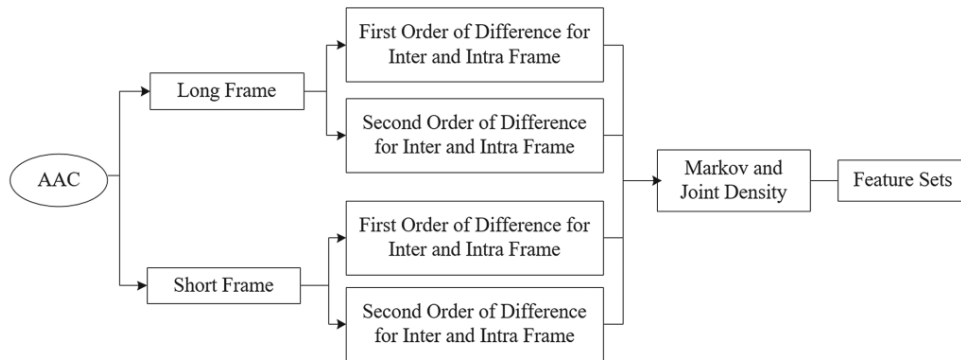 First Order of Difference for
Inter and Intra Frame
Long Frame
Second Order of Difference
for Inter and Intra Frame
AAC
Markov and
Joint Density
Feature Sets
First Order of Difference for
Inter and Intra Frame
Short Frame
Second Order of Difference
for Inter and Intra Frame